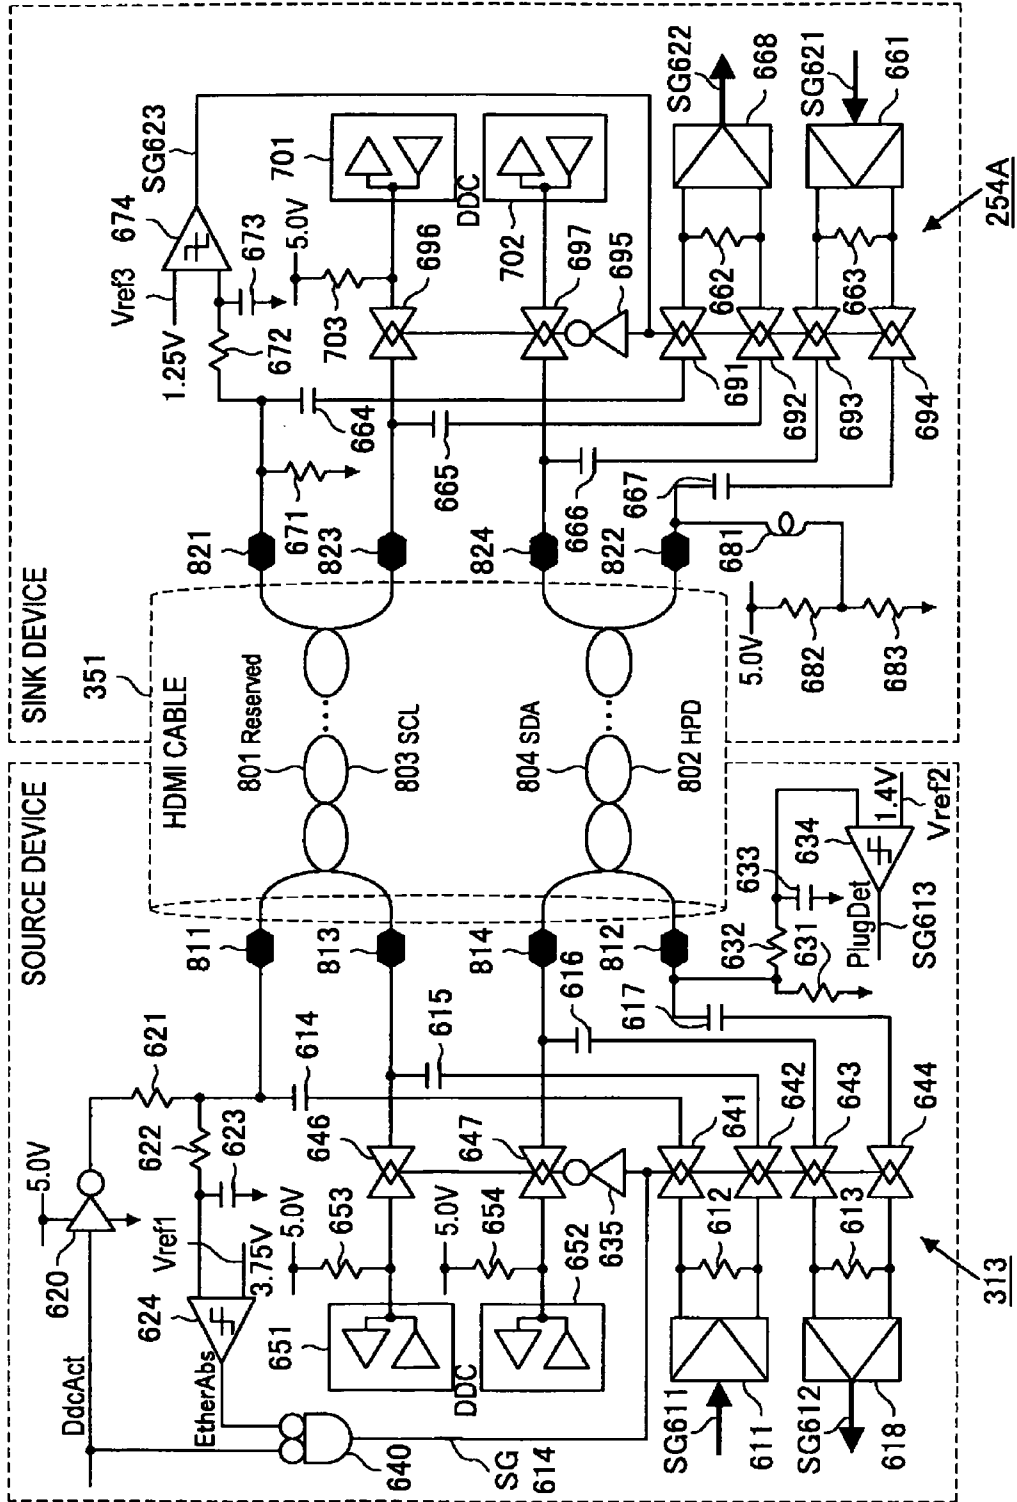 SOURCE DEVICE
SINK DEVICE
351
HDMI CABLE
801 Reserved
803 SCL
804 SDA
802 HPD
DdcAct
5.0V
620
621
622
623
Vref1
3.75V
624
EtherAbs
640
SG
614
614
811
813
814
812
615
616
617
646
647
5.0V
653
5.0V
654
635
651
DDC
652
641
642
643
644
612
613
SG611
611
SG612
618
313
632
633
631
634
1.4V
Vref2
PlugDet
SG613
821
823
824
822
671
664
665
666
667
681
5.0V
682
683
672
1.25V
Vref3
673
674
SG623
5.0V
703
696
697
695
701
DDC
702
691
692
693
694
662
663
SG622
668
SG621
661
254A